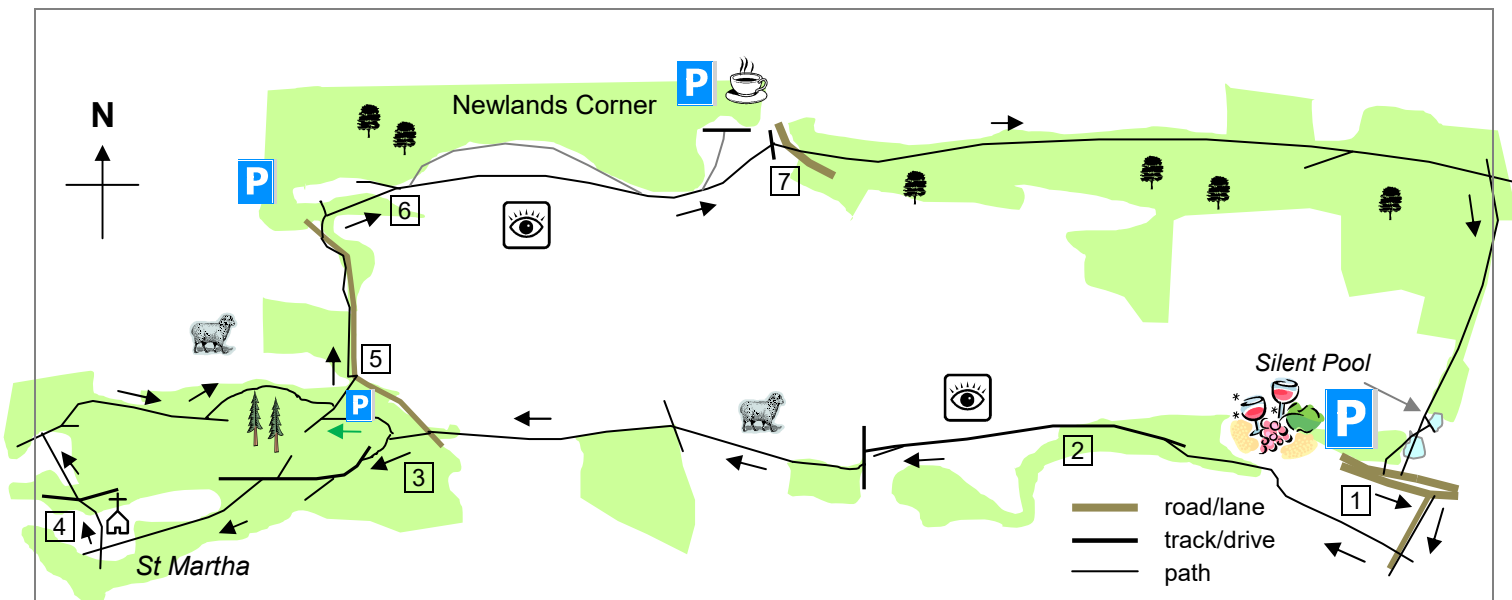 P
Newlands Corner
N
P
7
6
5
Silent Pool
P
P
2
3
1
road/lane
4
track/drive
St Martha
path